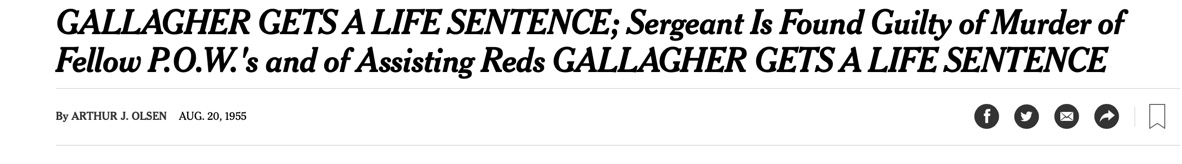 GALLAGHER GETS A LIFE SENTENCE; Sergeant Is Found Guilty of Murder of
Fellow P.O.W.'s and of Assisting Reds GALLAGHER GETS A LIFE SENTENCE
By ARTHUR J. OLSEN AUG. 20, 1955